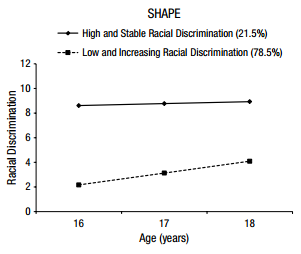 SHAPE
High and Stable Racial Discrimination (21.5%)
Low and Increasing Racial Discrimination (78.5%)
12
10
8
6
4
2
0
Racial Discrimination
16 17 18
Age (years)